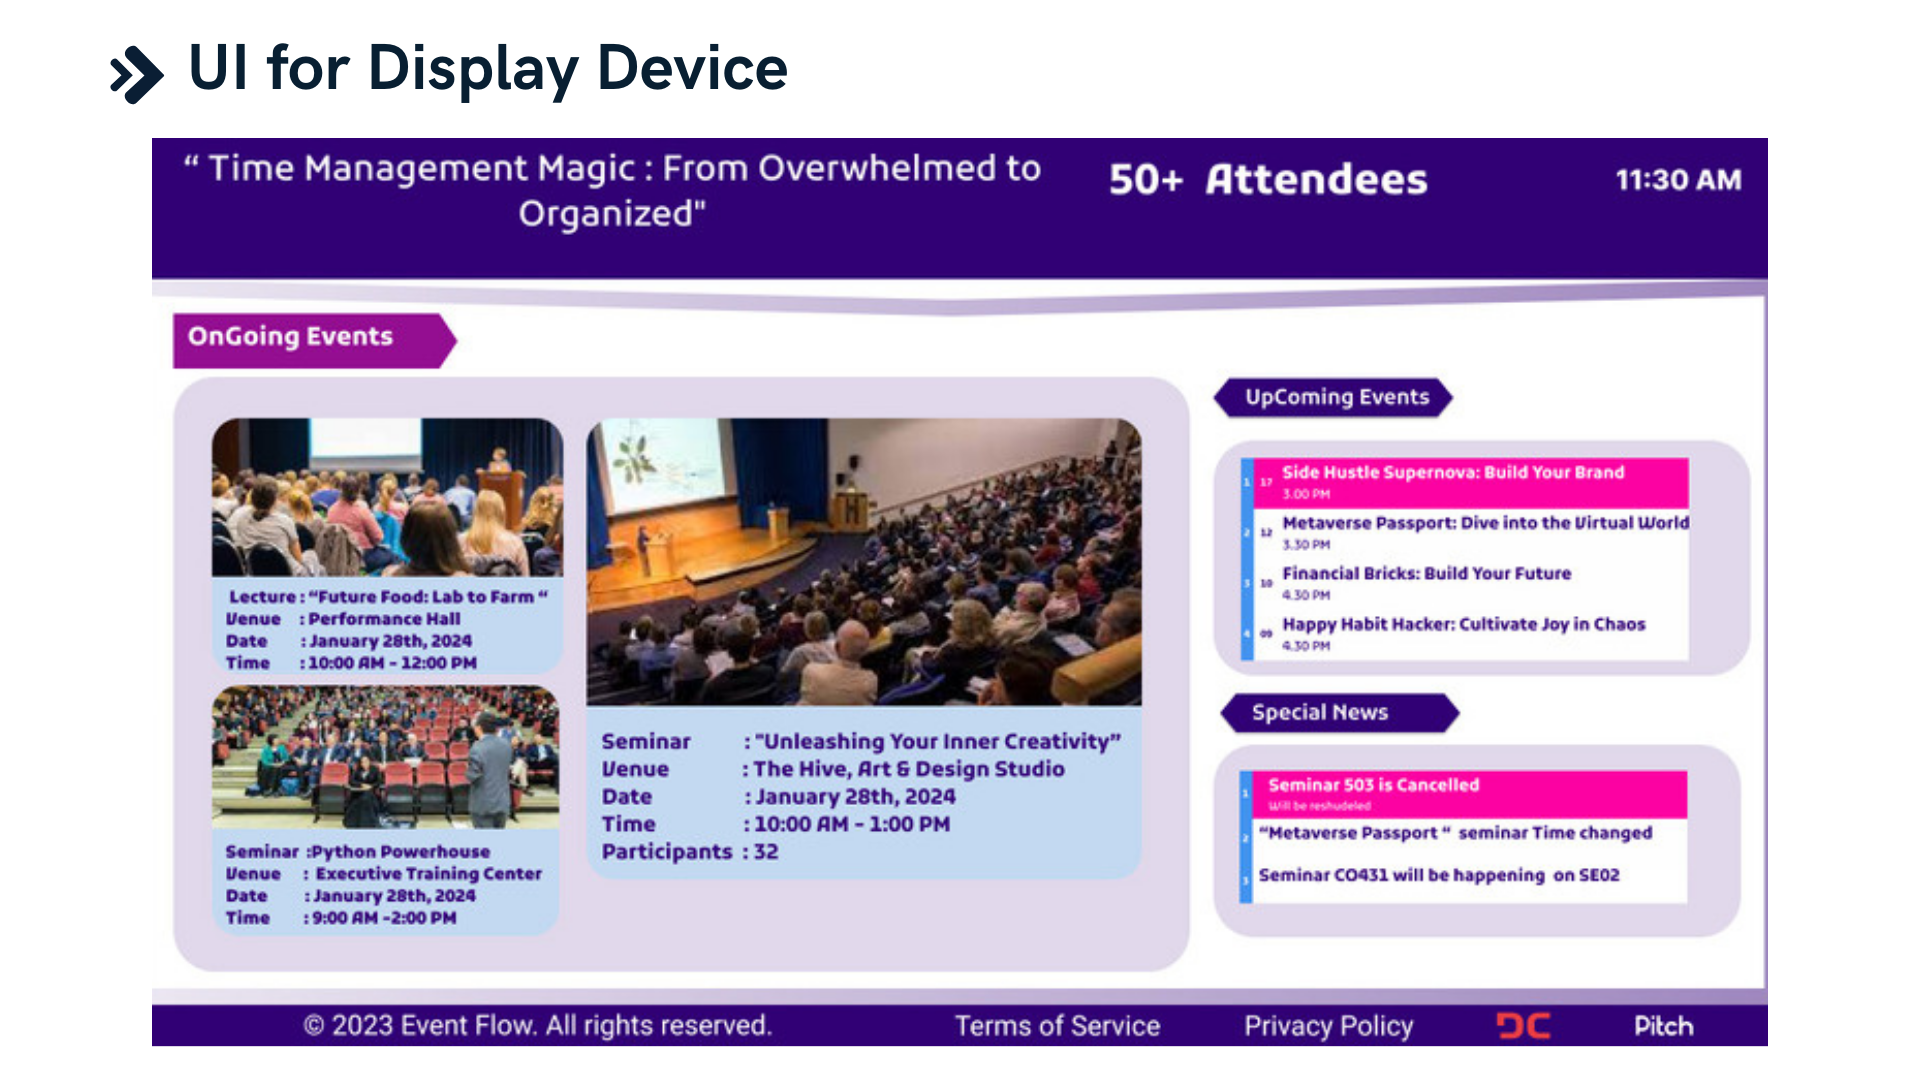 UI for Display Device
“ Time Management Magic : From Overwhelmed to
Organized"
50+ Attendees
11:30 AM
OnGoing Events
Lecture : “Future Food: Lab to Farm “
Venue : Performance Hall
Date : January 28th, 2024
Time : 10:00 AM - 12:00 PM
Seminar :Python Powerhouse
Venue : Executive Training Center
Date : January 28th, 2024
Time : 9:00 AM -2:00 PM
Seminar : "Unleashing Your Inner Creativity”
Venue : The Hive, Art & Design Studio
Date : January 28th, 2024
Time : 10:00 AM - 1:00 PM
Participants : 32
UpComing Events
1 17 Side Hustle Supernova: Build Your Brand
3.00 PM
2 12 Metaverse Passport: Dive into the Virtual World
3.30 PM
3 10 Financial Bricks: Build Your Future
4.30 PM
4 09 Happy Habit Hacker: Cultivate Joy in Chaos
4.30 PM
Special News
1 Seminar 503 is Cancelled
Will be reshudeled
2 “Metaverse Passport “ seminar Time changed
3 Seminar CO431 will be happening on SE02
© 2023 Event Flow. All rights reserved.
Terms of Service
Privacy Policy
DC
Pitch